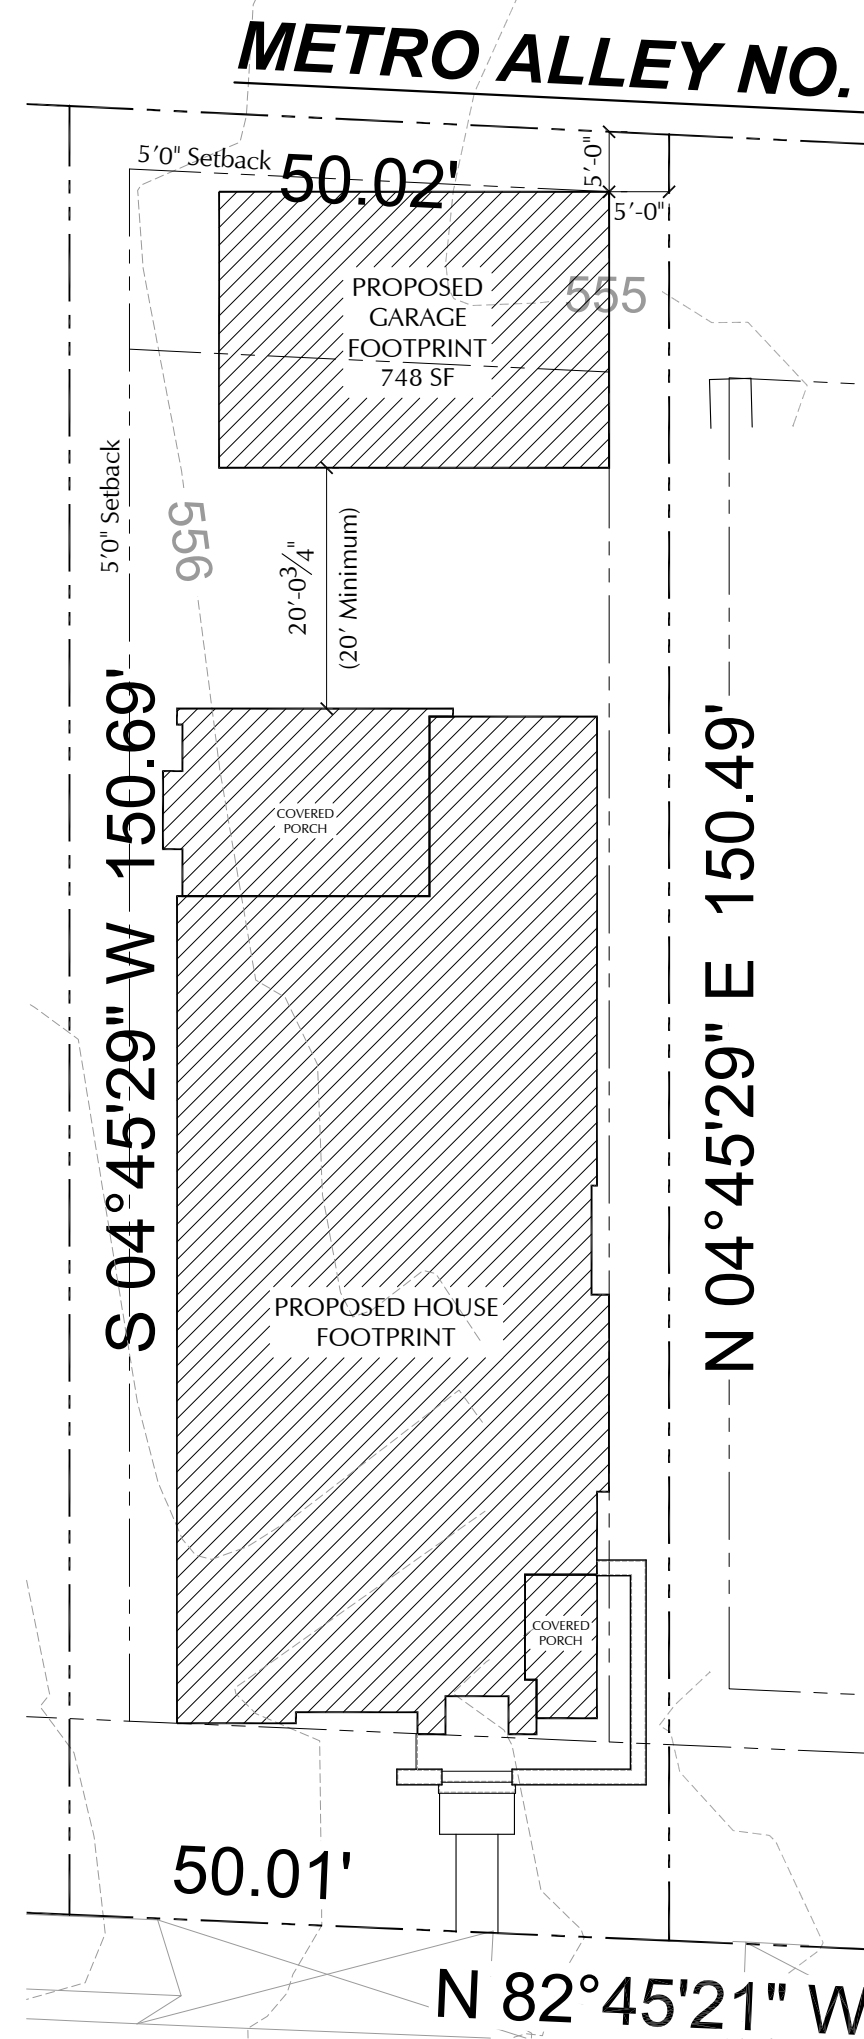 METRO ALLEY NO.
5'0" Setback
50.02'
5'-0"
5'-0"
555
PROPOSED
GARAGE
FOOTPRINT
748 SF
5'0" Setback
556
20'-0¾"
(20' Minimum)
S 04°45'29" W 150.69'
N 04°45'29" E 150.49'
COVERED
PORCH
PROPOSED HOUSE
FOOTPRINT
COVERED
PORCH
50.01'
N 82°45'21" W